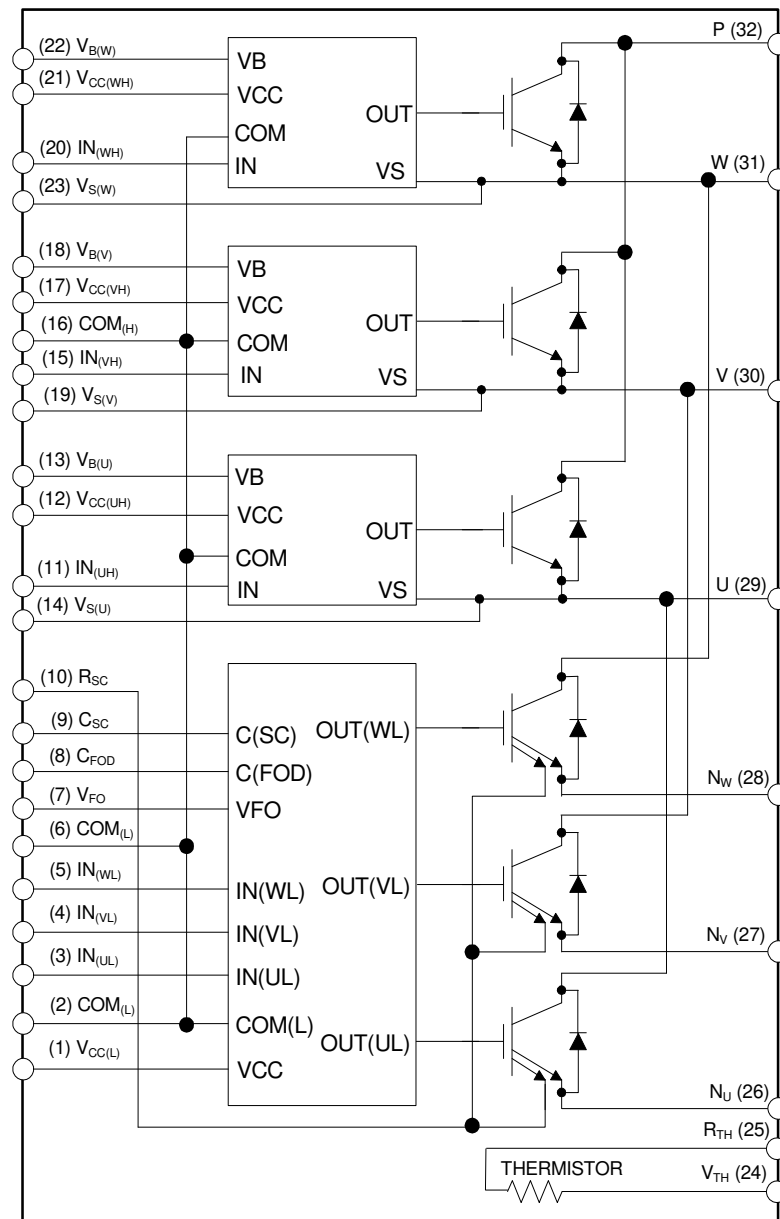 (22) VB(W)
(21) VCC(WH)
(20) IN(WH)
(23) VS(W)
VB
VCC
COM
IN
OUT
VS
P (32)
W (31)
(18) VB(V)
(17) VCC(VH)
(16) COM(H)
(15) IN(VH)
(19) VS(V)
VB
VCC
COM
IN
OUT
VS
V (30)
(13) VB(U)
(12) VCC(UH)
(11) IN(UH)
(14) VS(U)
VB
VCC
COM
IN
OUT
VS
U (29)
(10) RSC
(9) CSC
(8) CFOD
(7) VFO
(6) COM(L)
(5) IN(WL)
(4) IN(VL)
(3) IN(UL)
(2) COM(L)
(1) VCC(L)
C(SC)
C(FOD)
VFO
IN(WL)
IN(VL)
IN(UL)
COM(L)
VCC
OUT(WL)
OUT(VL)
OUT(UL)
NW (28)
NV (27)
NU (26)
RTH (25)
THERMISTOR
VTH (24)